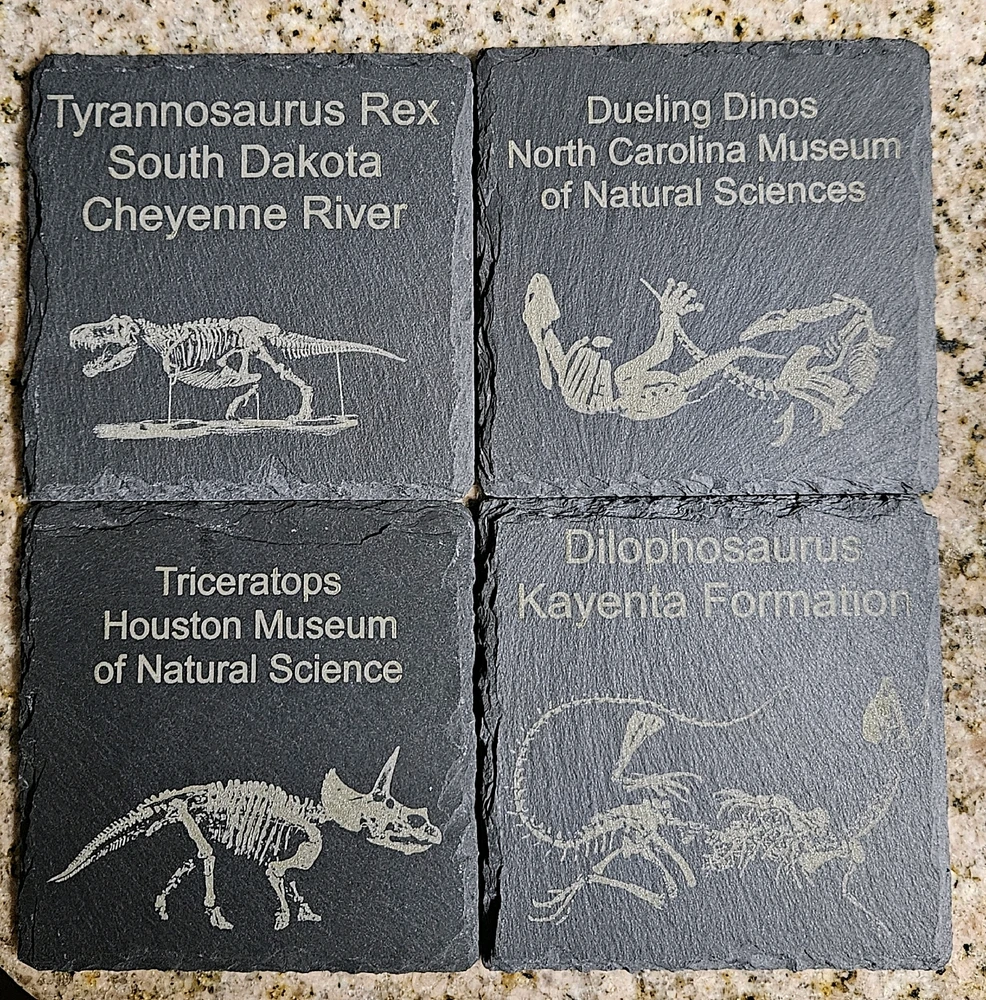 Tyrannosaurus Rex
South Dakota
Cheyenne River
Dueling Dinos
North Carolina Museum
of Natural Sciences
Triceratops
Houston Museum
of Natural Science
Dilophosaurus
Kayenta Formation